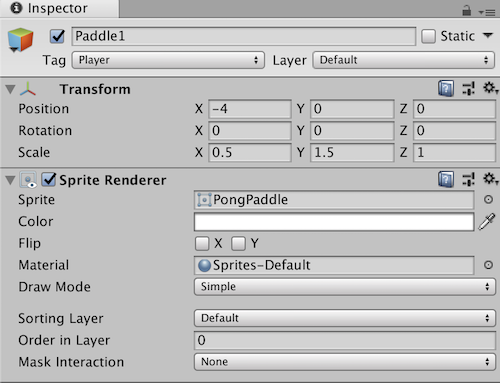 Inspector
Paddle1 Static
Tag Player Layer Default
Transform
Position X -4 Y 0 Z 0
Rotation X 0 Y 0 Z 0
Scale X 0.5 Y 1.5 Z 1
Sprite Renderer
Sprite PongPaddle
Color
Flip X Y
Material Sprites-Default
Draw Mode Simple
Sorting Layer Default
Order in Layer 0
Mask Interaction None